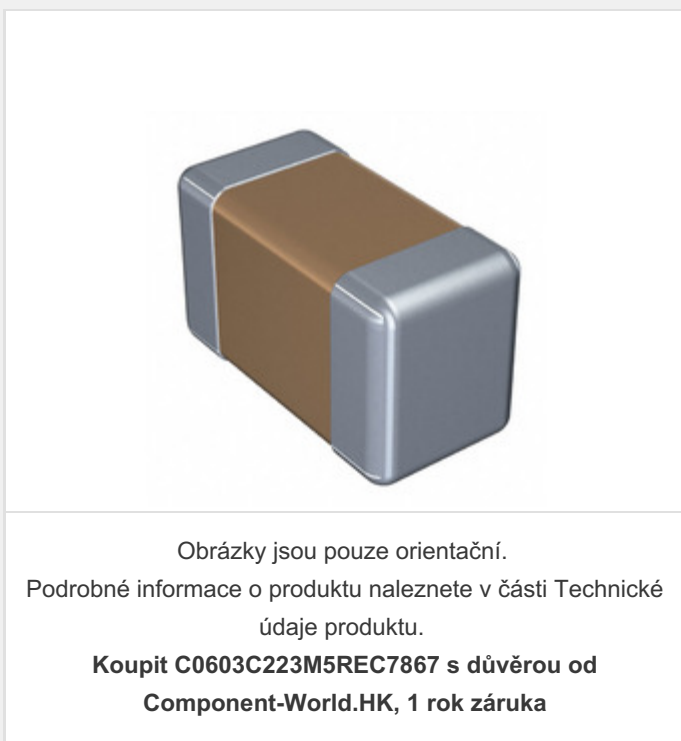 Obrázky jsou pouze orientační.
Podrobné informace o produktu naleznete v části Technické
údaje produktu.
Koupit C0603C223M5REC7867 s důvěrou od
Component-World.HK, 1 rok záruka